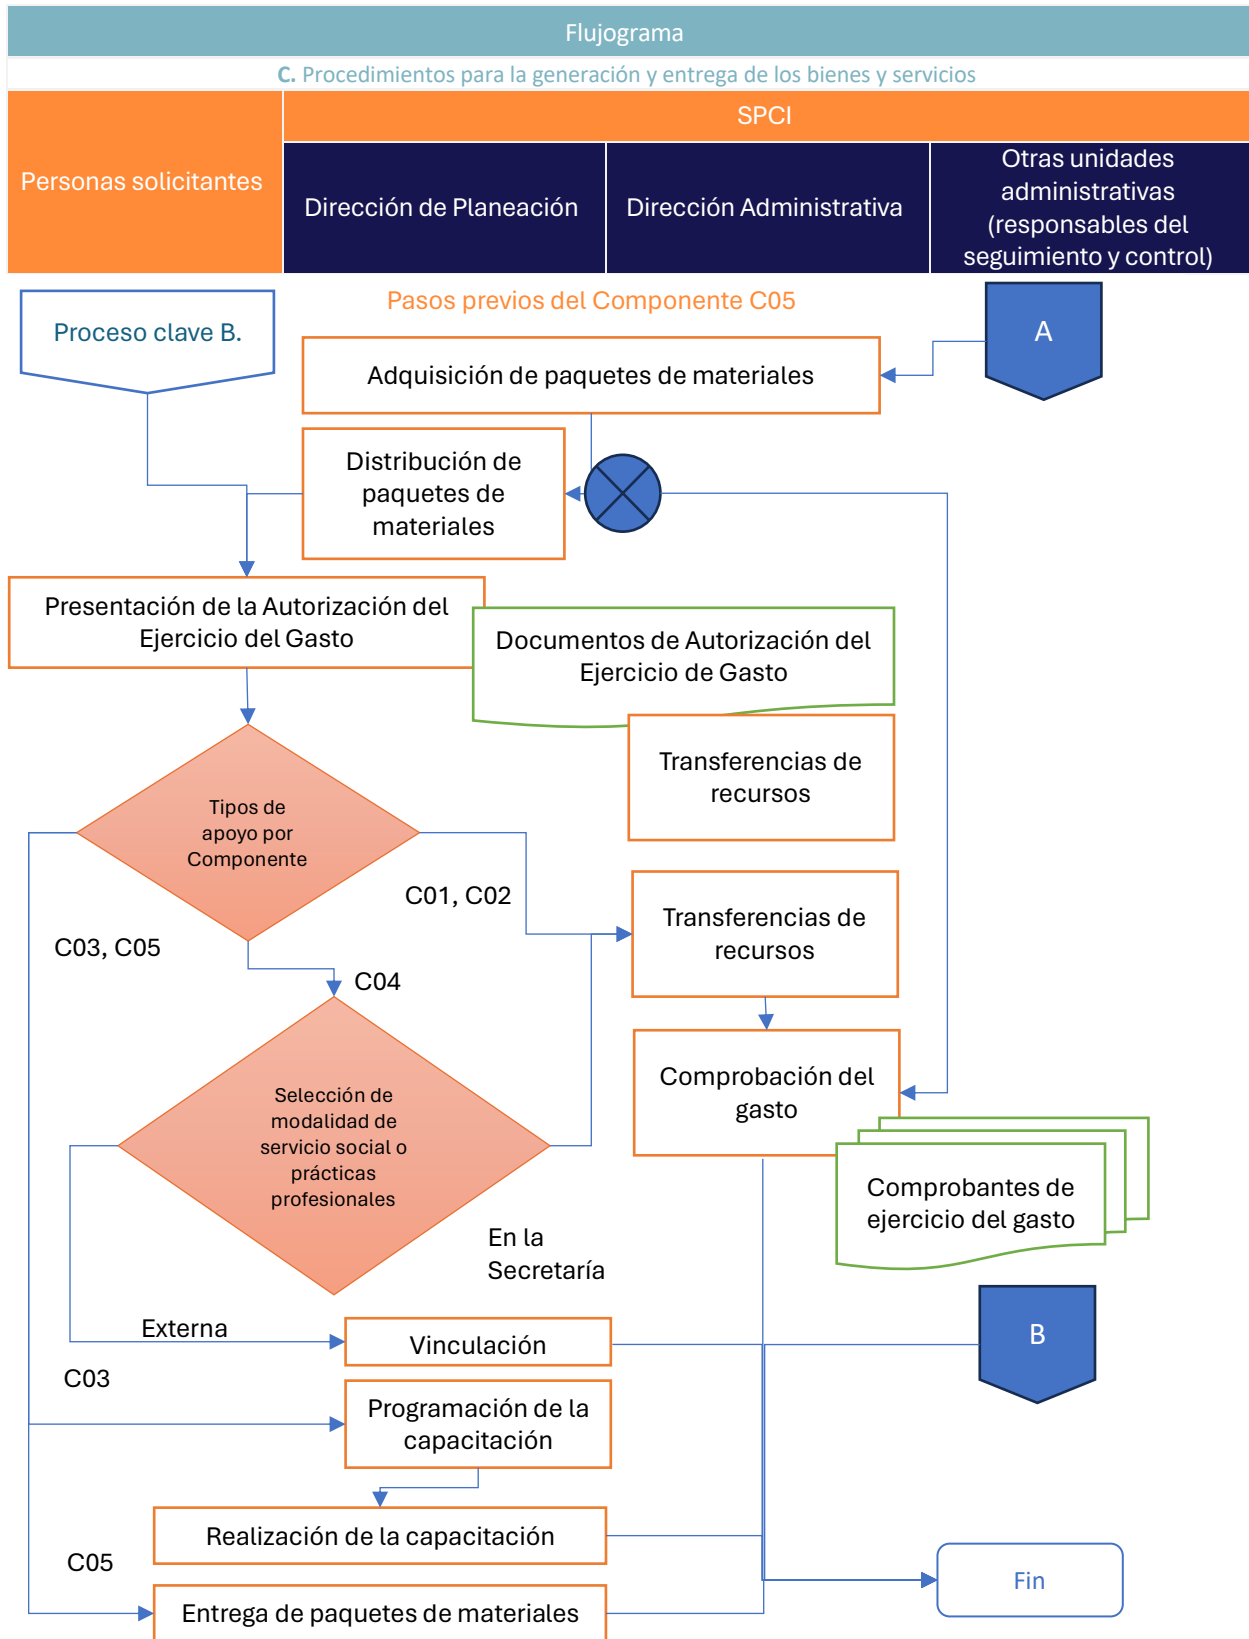 Flujograma
C. Procedimientos para la generación y entrega de los bienes y servicios
Personas solicitantes
SPCI
Dirección de Planeación
Dirección Administrativa
Otras unidades
administrativas
(responsables del
seguimiento y control)
Pasos previos del Componente C05
Proceso clave B.
A
Adquisición de paquetes de materiales
Distribución de
paquetes de
materiales
Presentación de la Autorización del
Ejercicio del Gasto
Documentos de Autorización del
Ejercicio de Gasto
Transferencias de
recursos
Tipos de
apoyo por
Componente
C01, C02
C03, C05
C04
Transferencias de
recursos
Comprobación del
gasto
Selección de
modalidad de
servicio social o
prácticas
profesionales
Comprobantes de
ejercicio del gasto
En la
Secretaría
Externa
Vinculación
B
C03
Programación de la
capacitación
Realización de la capacitación
C05
Fin
Entrega de paquetes de materiales